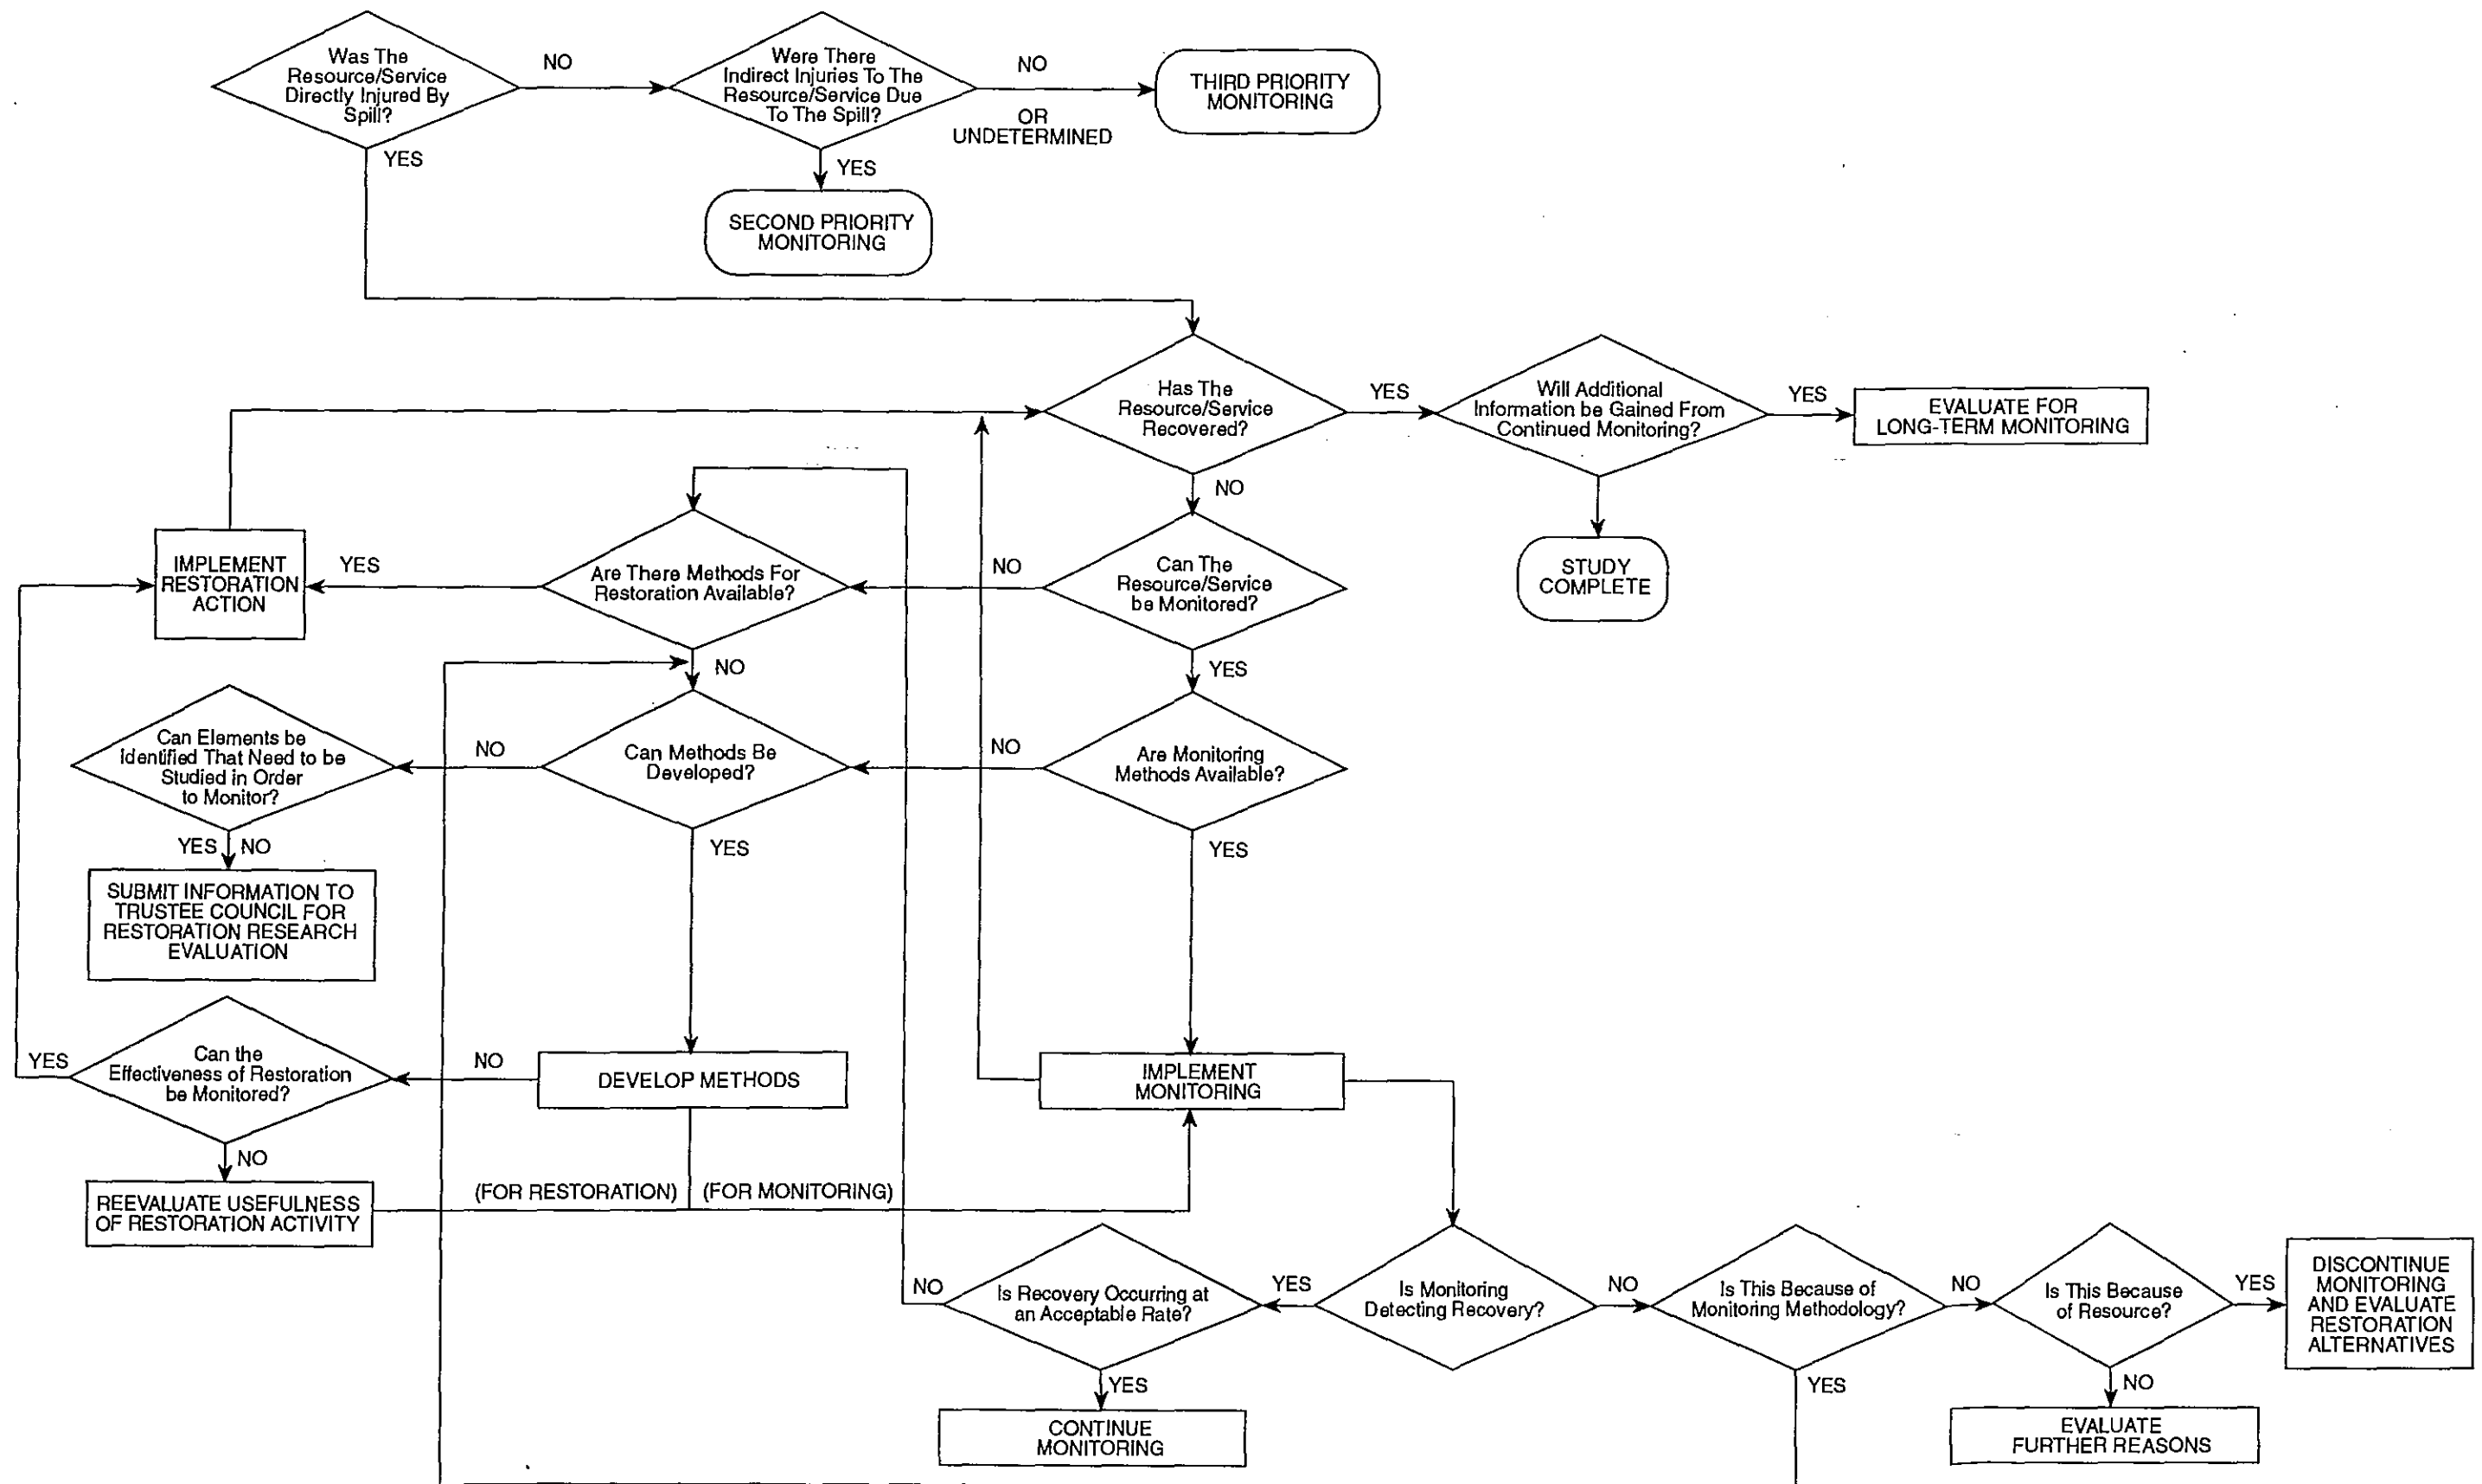 Was The
Resource/Service
Directly Injured By
Spill?
NO
Were There
Indirect Injuries To The
Resource/Service Due
To The Spill?
NO
OR
UNDETERMINED
THIRD PRIORITY
MONITORING
YES
YES
SECOND PRIORITY
MONITORING
Has The
Resource/Service
Recovered?
YES
Will Additional
Information be Gained From
Continued Monitoring?
YES
EVALUATE FOR
LONG-TERM MONITORING
NO
STUDY
COMPLETE
IMPLEMENT
RESTORATION
ACTION
YES
Are There Methods For
Restoration Available?
NO
Can The
Resource/Service
be Monitored?
NO
YES
Can Elements be
Identified That Need to be
Studied in Order
to Monitor?
NO
Can Methods Be
Developed?
NO
Are Monitoring
Methods Available?
YES NO
YES
YES
SUBMIT INFORMATION TO
TRUSTEE COUNCIL FOR
RESTORATION RESEARCH
EVALUATION
YES
Can the
Effectiveness of Restoration
be Monitored?
NO
DEVELOP METHODS
IMPLEMENT
MONITORING
NO
REEVALUATE USEFULNESS
OF RESTORATION ACTIVITY
(FOR RESTORATION)
(FOR MONITORING)
NO
Is Recovery Occurring at
an Acceptable Rate?
YES
Is Monitoring
Detecting Recovery?
NO
Is This Because of
Monitoring Methodology?
NO
Is This Because
of Resource?
YES
DISCONTINUE
MONITORING
AND EVALUATE
RESTORATION
ALTERNATIVES
YES
YES
NO
CONTINUE
MONITORING
EVALUATE
FURTHER REASONS